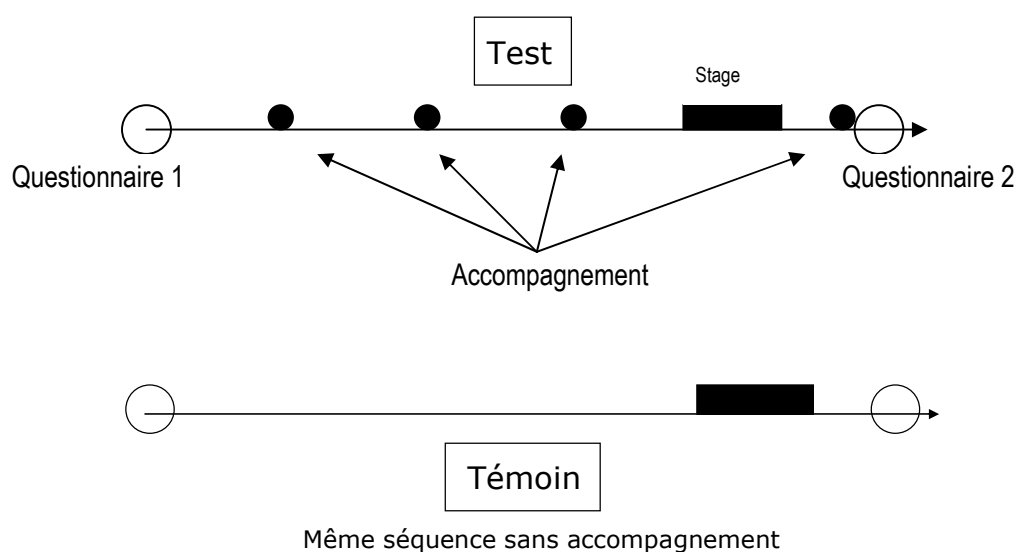 Test
Stage
Questionnaire 1
Questionnaire 2
Accompagnement
Témoin
Même séquence sans accompagnement